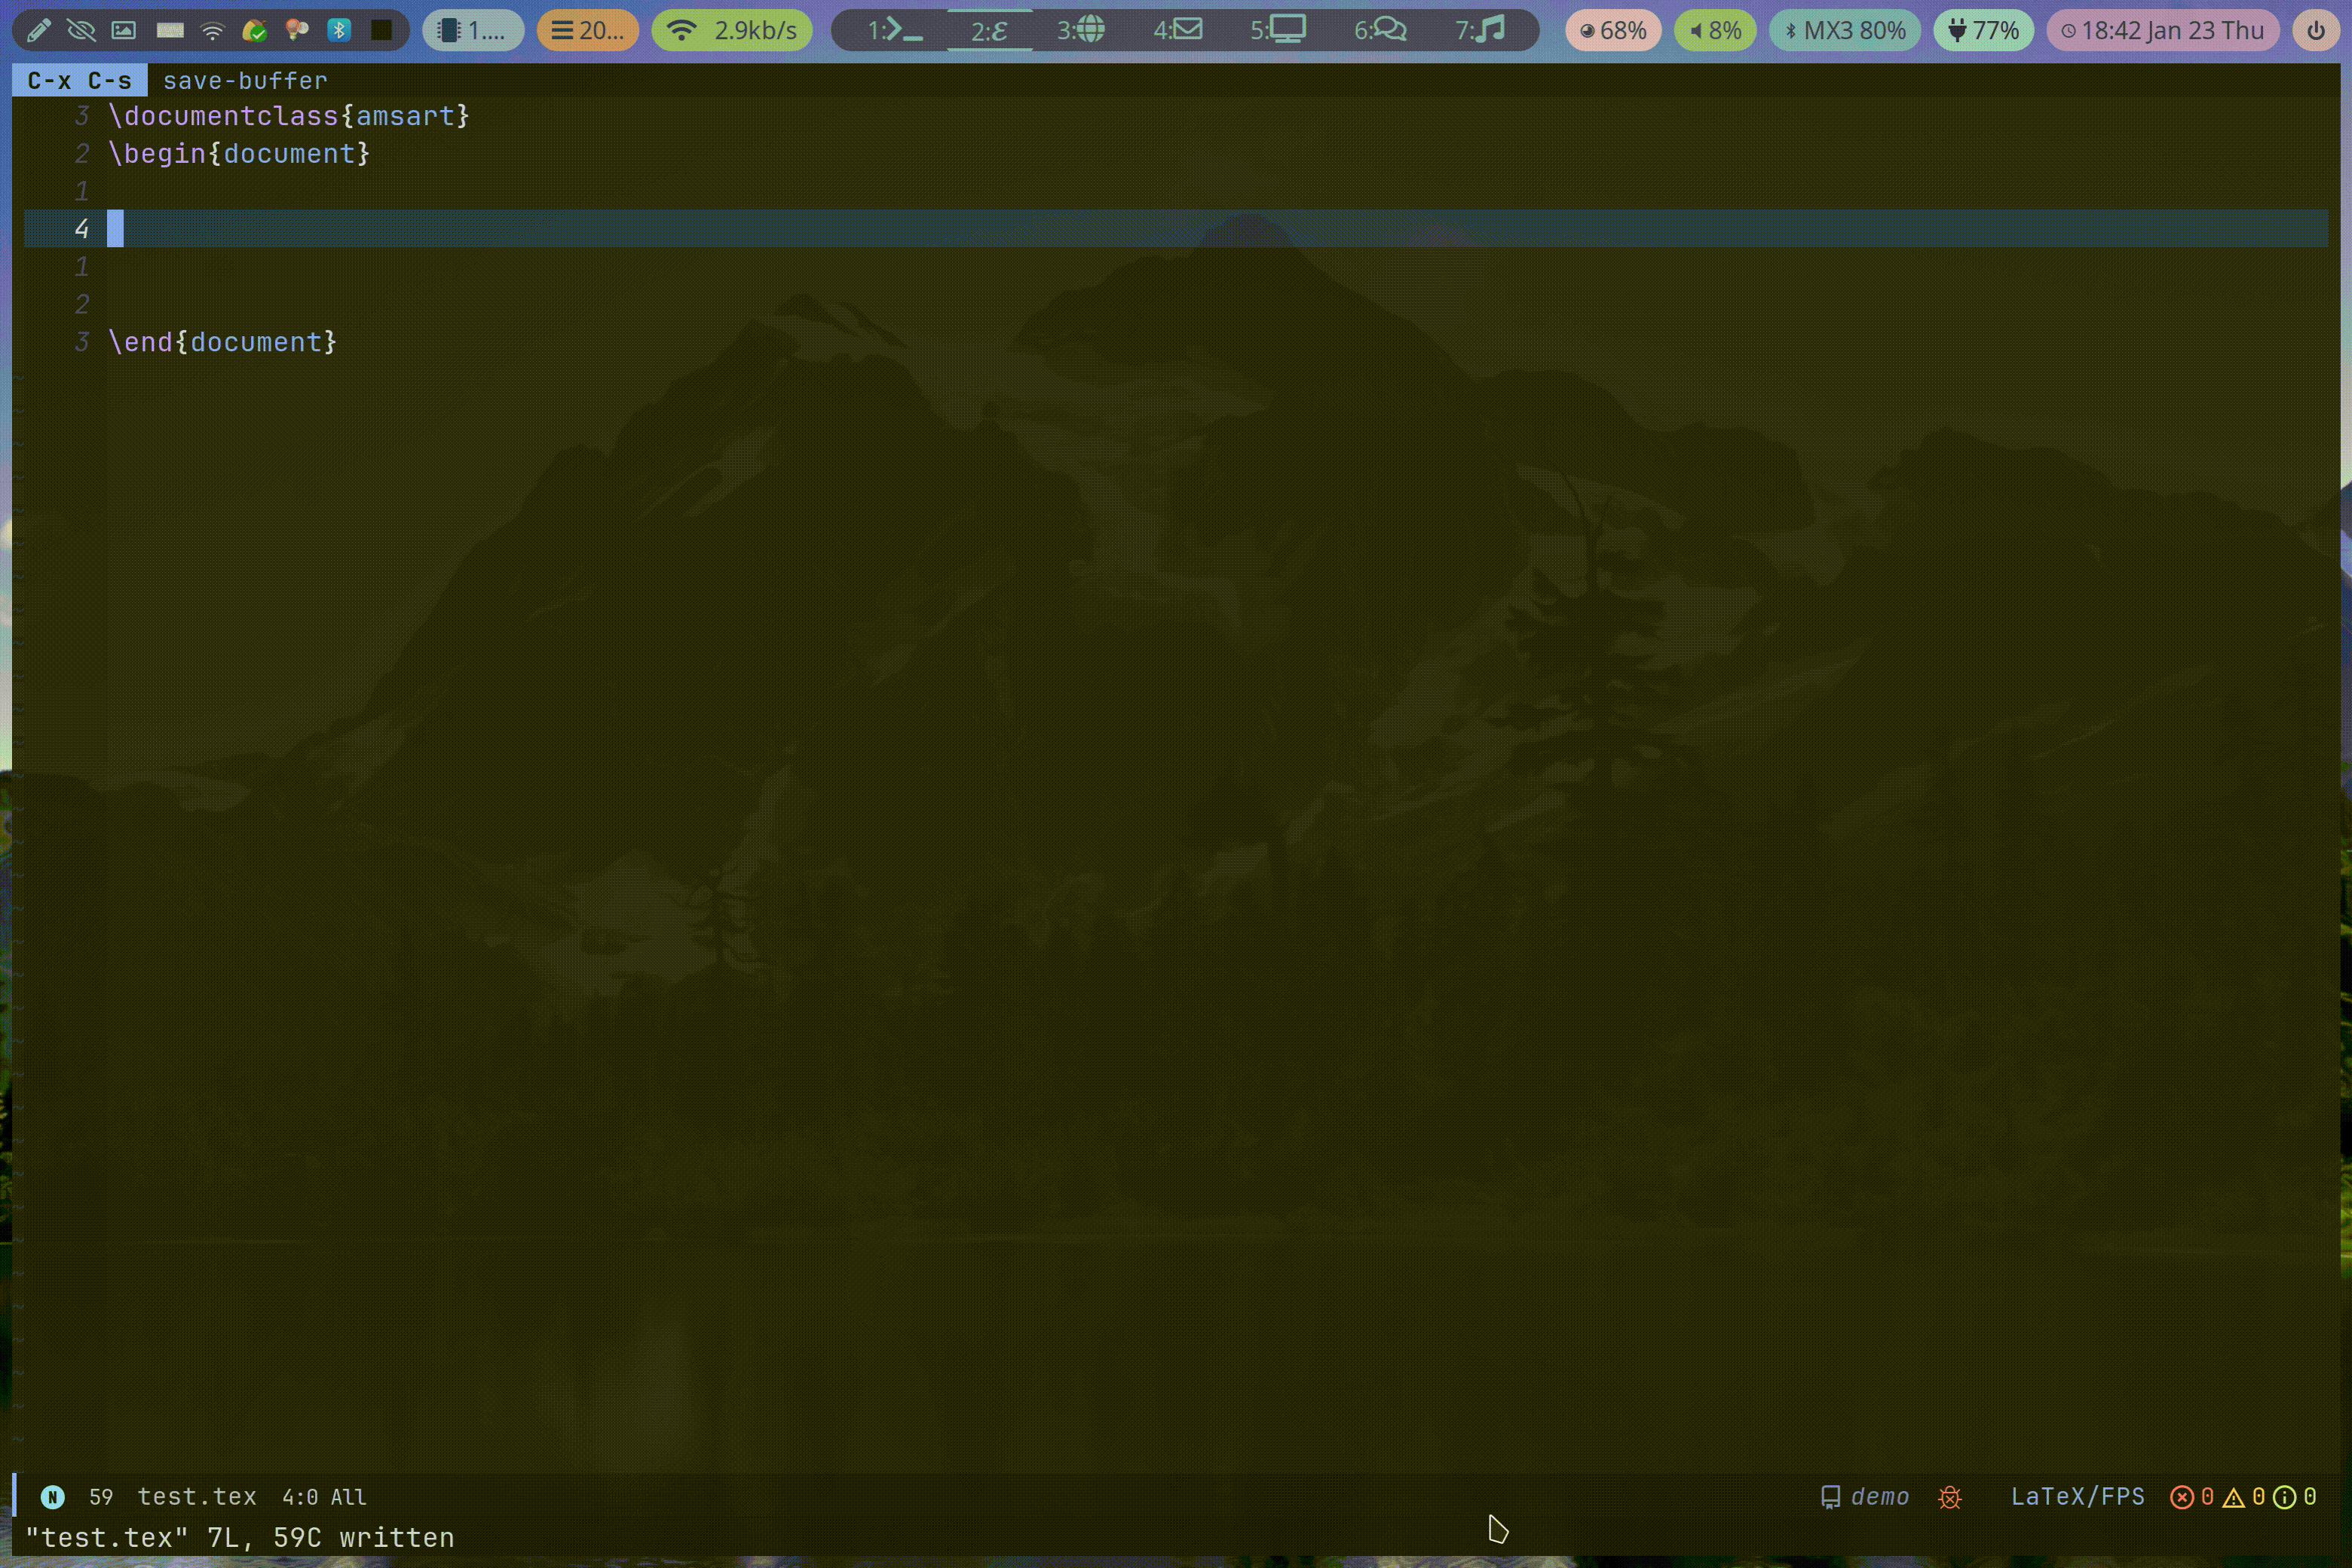 1.... 20... 2.9kb/s 1: 2:ε 3: 4: 5: 6: 7: 68% 8% MX3 80% 77% 18:42 Jan 23 Thu
C-x C-s save-buffer
3 \documentclass{amsart}
2 \begin{document}
1
4
1
2
3 \end{document}
N 59 test.tex 4:0 All demo LaTeX/FPS 0 0 0
"test.tex" 7L, 59C written